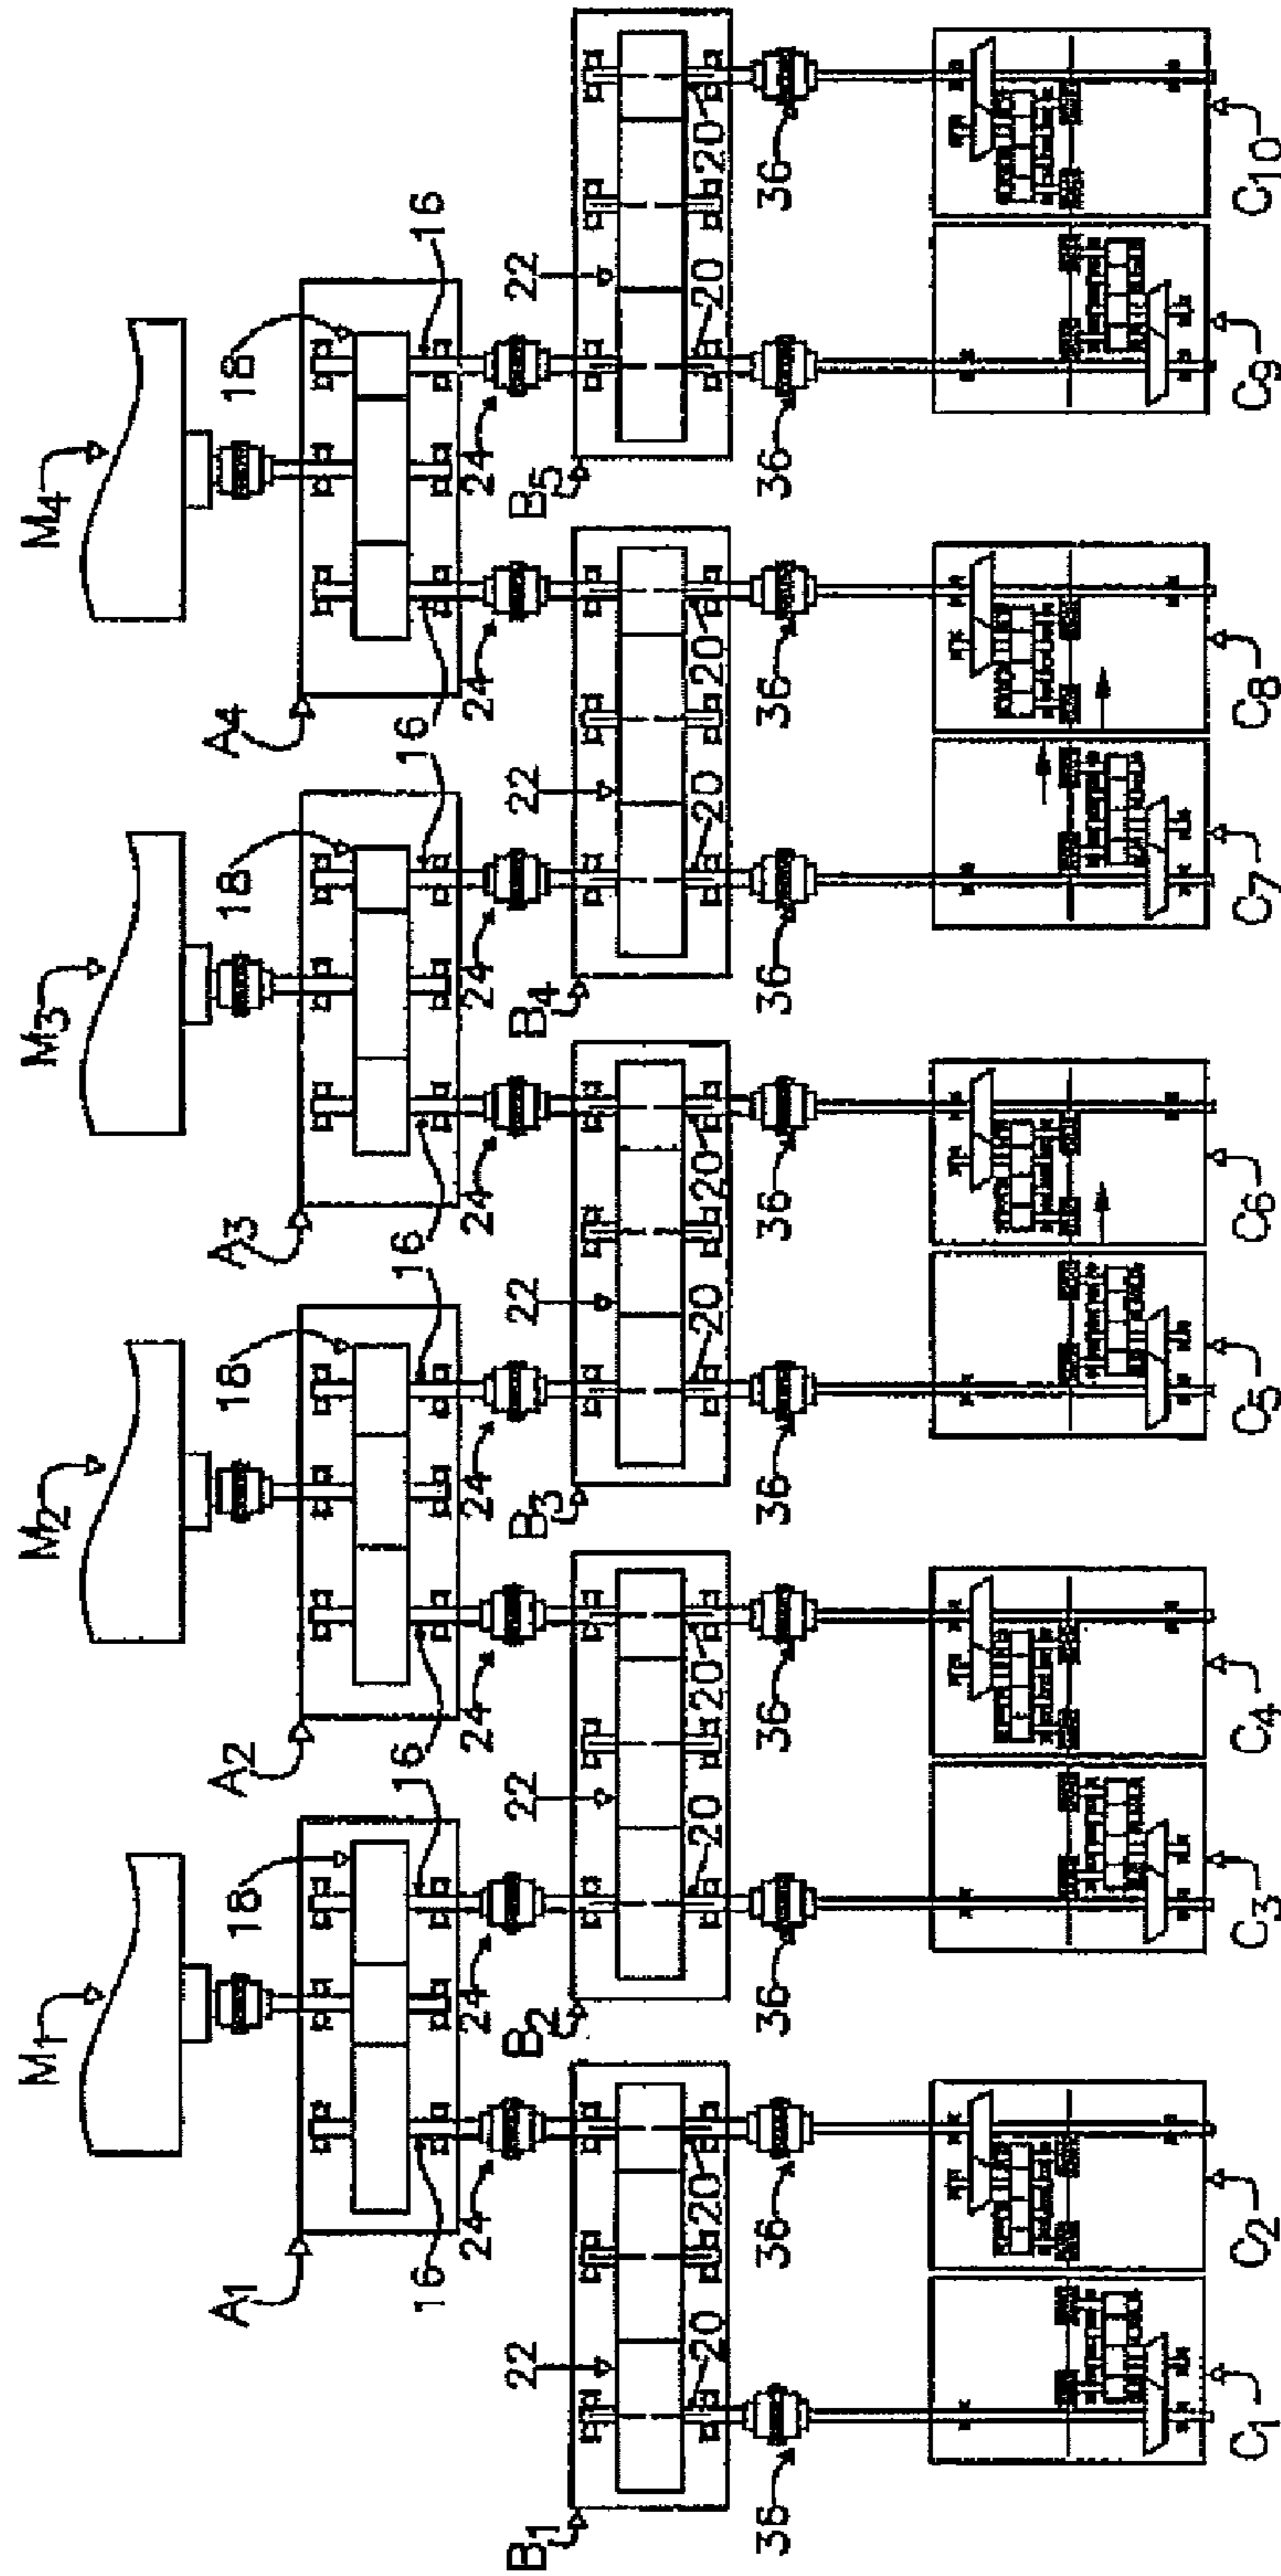 M1 M2 M3 M4
A1 18 A2 18 A3 18 A4 18
16 16 16 16 16 16 16 16
24 24 24 24 24 24 24 24
B1 22 B2 22 B3 22 B4 22 B5 22
20 20 20 20 20 20 20 20 20 20
36 36 36 36 36 36 36 36 36 36
C1 C2 C3 C4 C5 C6 C7 C8 C9 C10